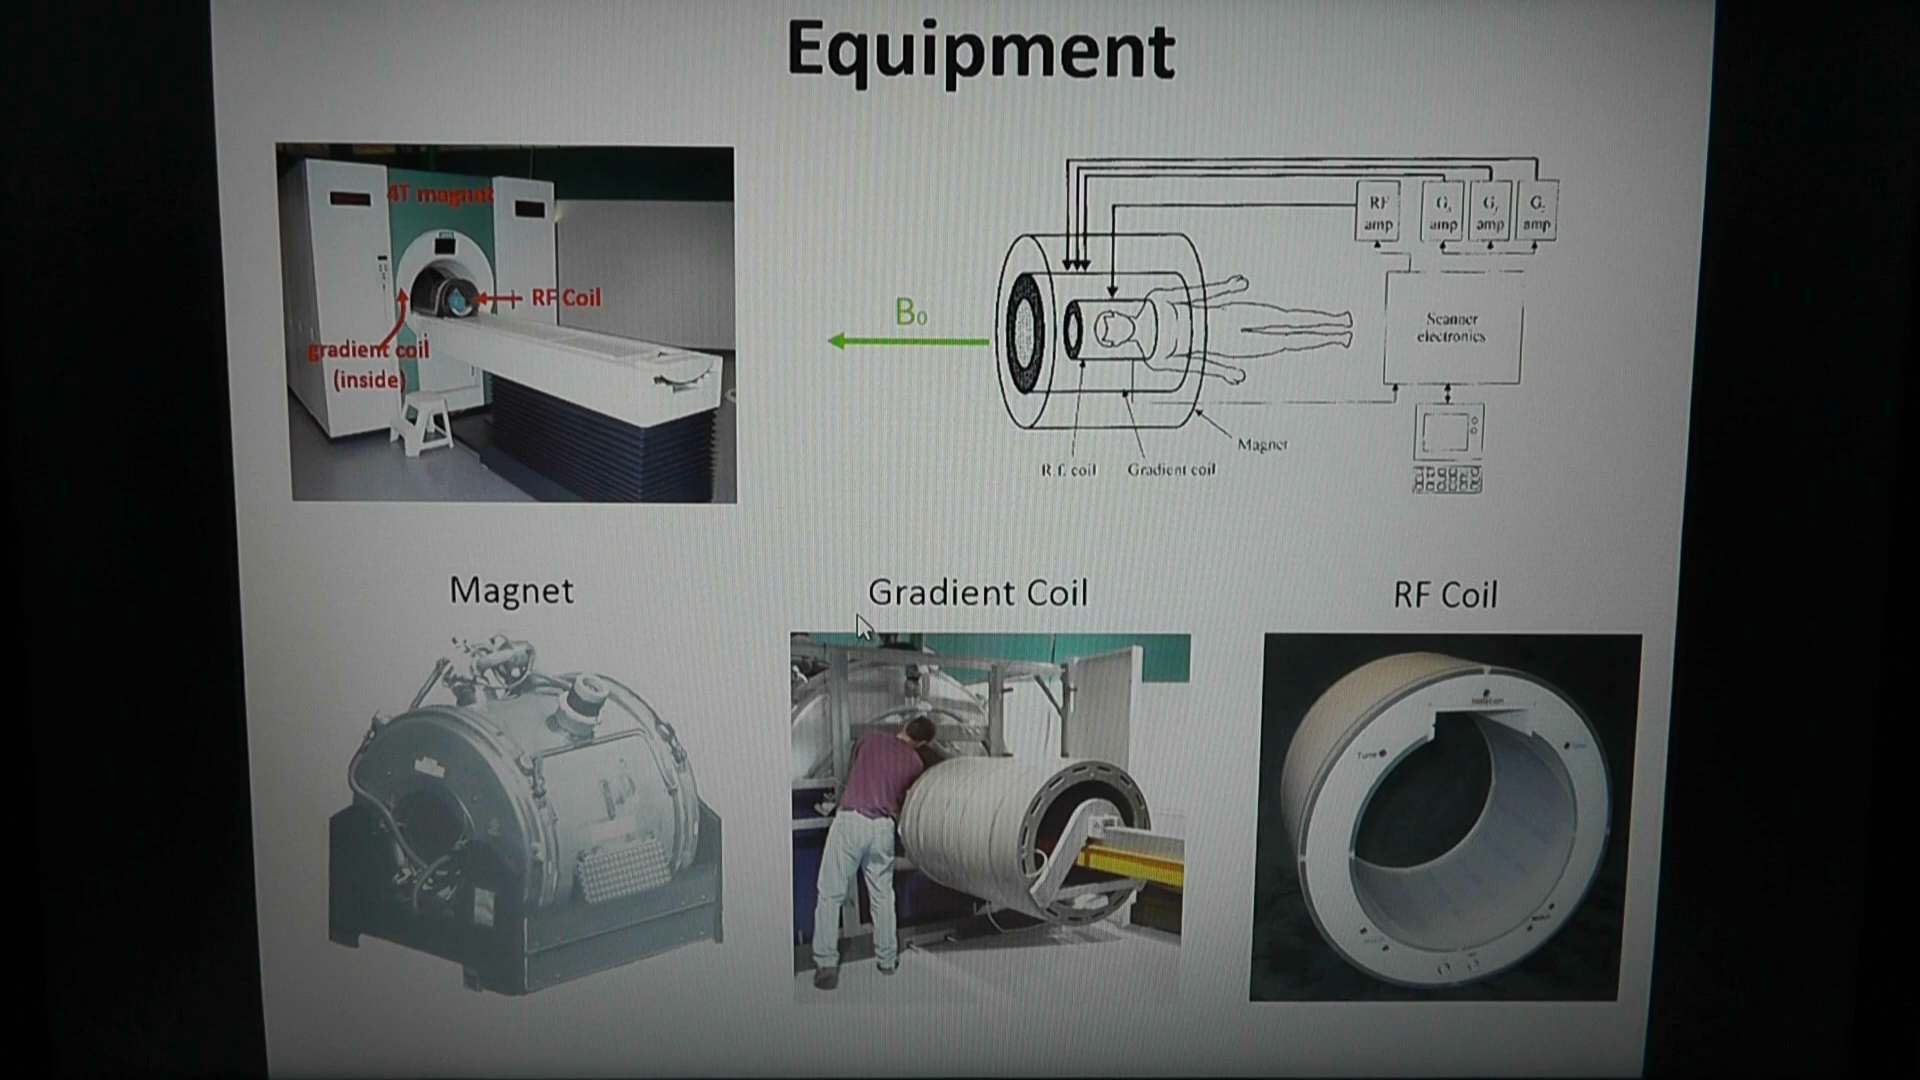 Equipment
4T magnet
RF Coil
gradient coil
(inside)
B₀
RF
amp
Gx
amp
Gy
amp
Gz
amp
Scanner
electronics
Magnet
R.f. coil
Gradient coil
Magnet
Gradient Coil
RF Coil
Tune